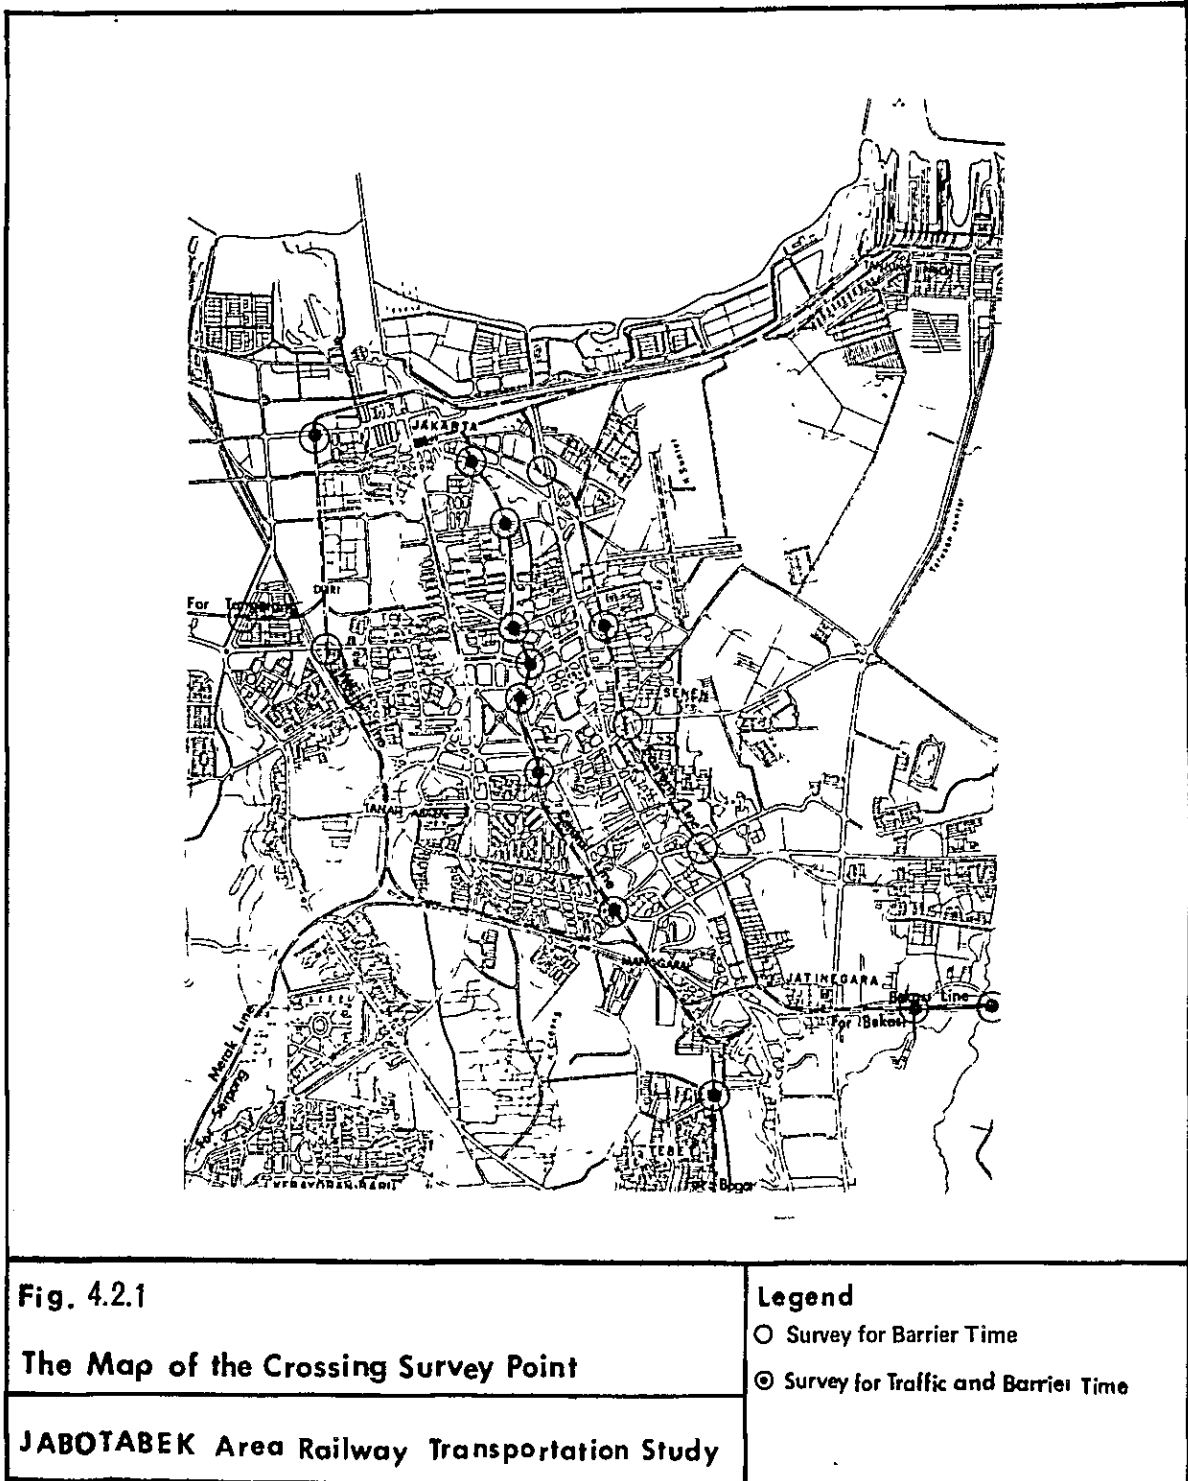 JAKARTA
DURI
For Tangerang
SENEN
TANAH ABANG
Central Line
MANGGARAI
JATINEGARA
Bekasi Line
For Bekasi
Merak Line
For Serpong
TEBET
KEBAYORAN BARU
For Bogor
Fig. 4.2.1
The Map of the Crossing Survey Point
JABOTABEK Area Railway Transportation Study
Legend
Survey for Barrier Time
Survey for Traffic and Barrier Time